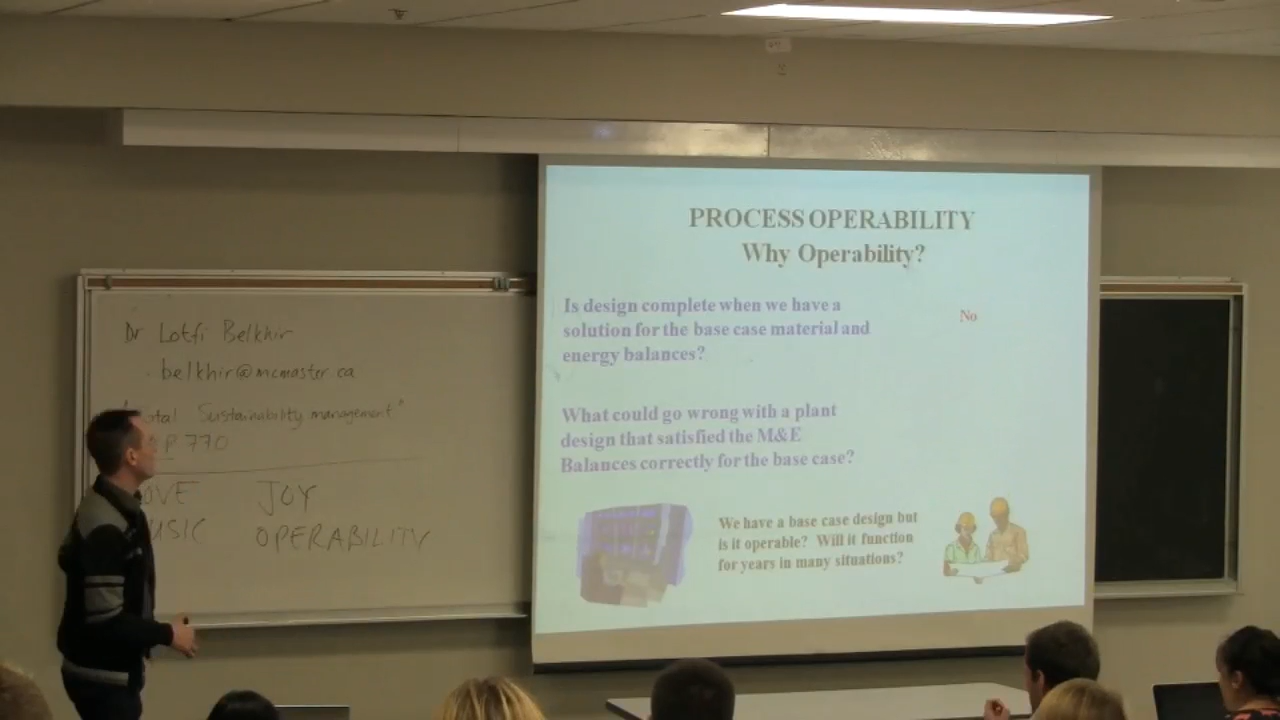 Dr Lotfi Belkhir
belkhir@mcmaster.ca
Sustainability management"
P 770
JOY
OPERABILITY
PROCESS OPERABILITY
Why Operability?
Is design complete when we have a
solution for the base case material and
energy balances?
No
What could go wrong with a plant
design that satisfied the M&E
Balances correctly for the base case?
We have a base case design but
is it operable? Will it function
for years in many situations?